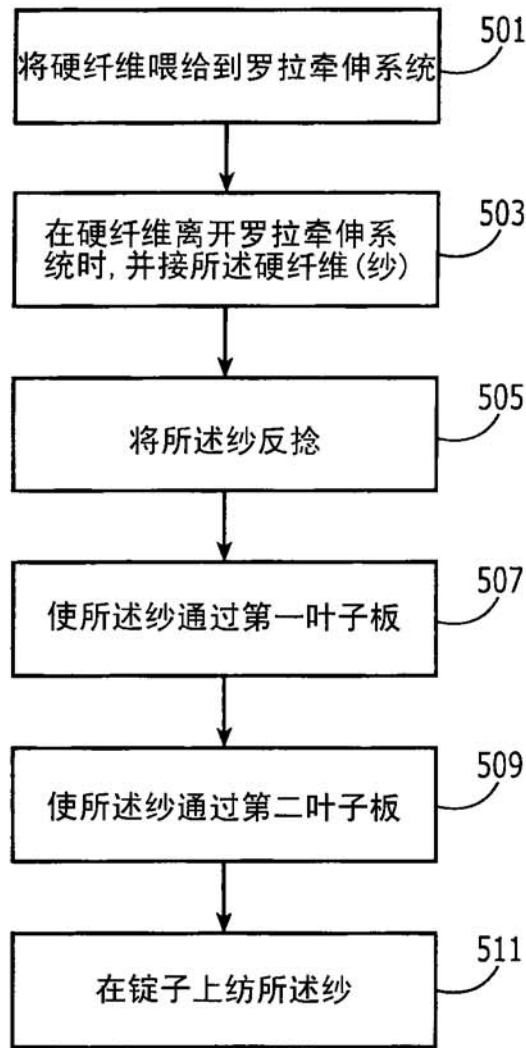 将硬纤维喂给到罗拉牵伸系统
501
在硬纤维离开罗拉牵伸系
统时,并接所述硬纤维(纱)
503
将所述纱反捻
505
使所述纱通过第一叶子板
507
使所述纱通过第二叶子板
509
在锭子上纺所述纱
511